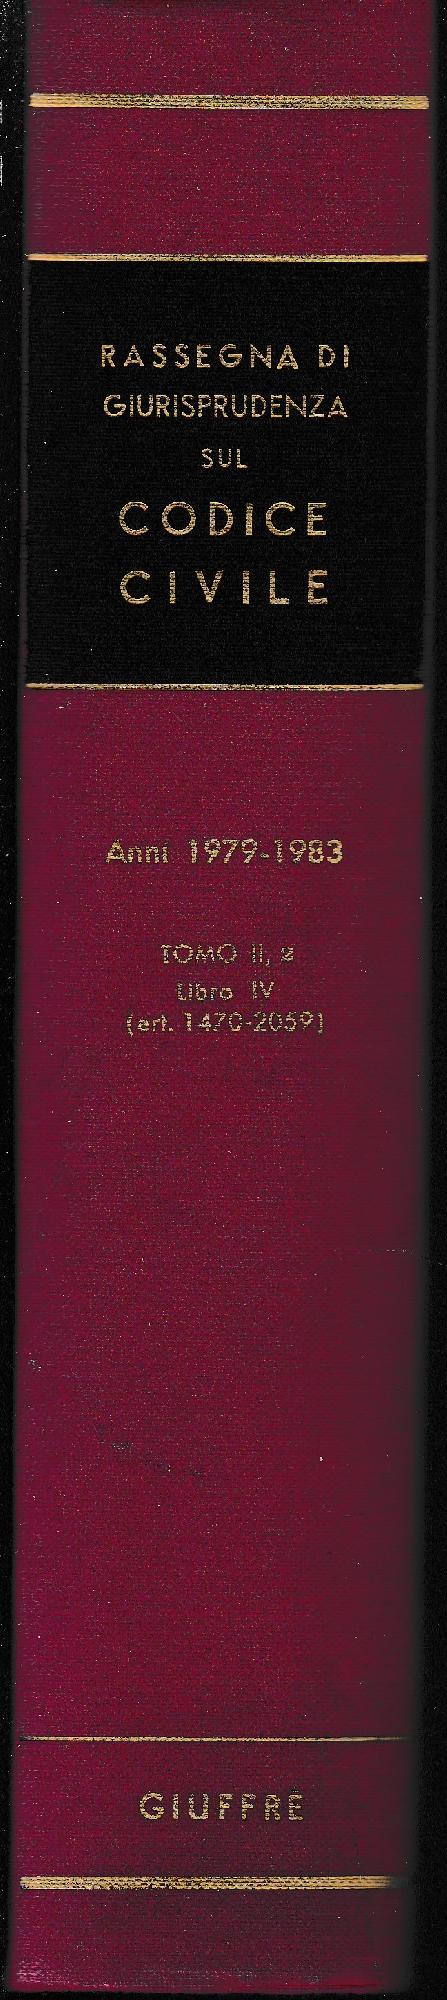 RASSEGNA DI
GIURISPRUDENZA
SUL
CODICE
CIVILE
Anni 1979-1983
TOMO II, 2
Libro IV
(art. 1470-2059)
GIUFFRÈ